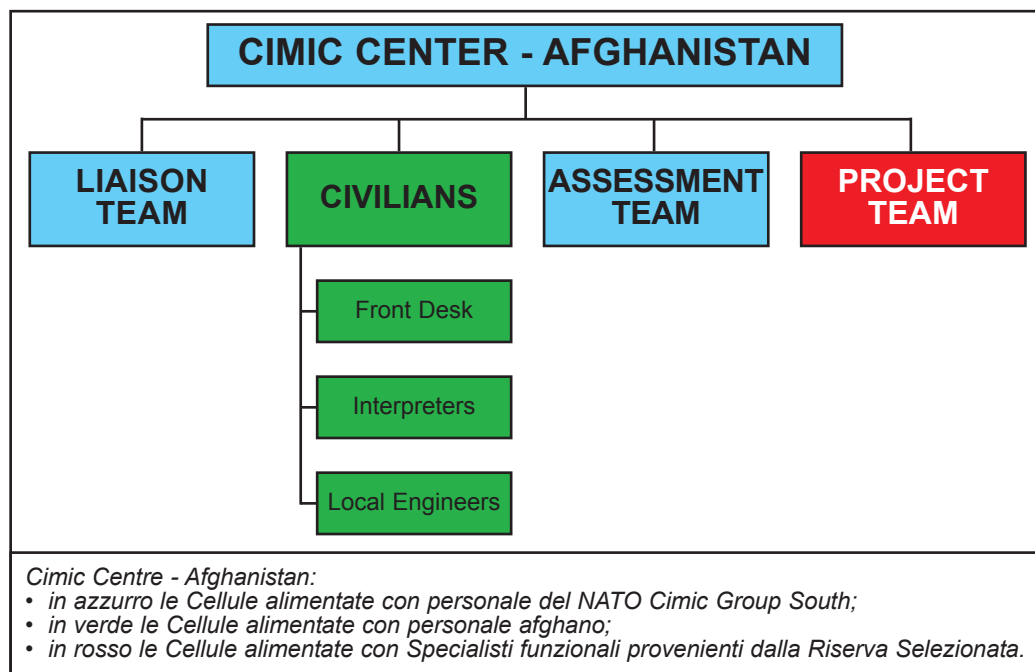 CIMIC CENTER - AFGHANISTAN
LIAISON
TEAM
CIVILIANS
ASSESSMENT
TEAM
PROJECT
TEAM
Front Desk
Interpreters
Local Engineers
Cimic Centre - Afghanistan:
• in azzurro le Cellule alimentate con personale del NATO Cimic Group South;
• in verde le Cellule alimentate con personale afghano;
• in rosso le Cellule alimentate con Specialisti funzionali provenienti dalla Riserva Selezionata.